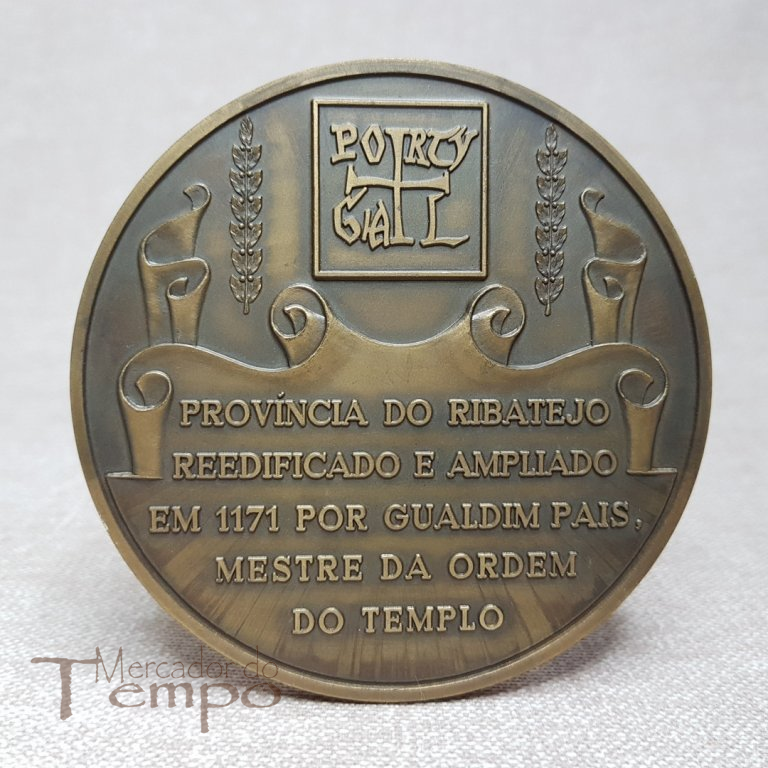 PORTU
GAL
PROVÍNCIA DO RIBATEJO
REEDIFICADO E AMPLIADO
EM 1171 POR GUALDIM PAIS,
MESTRE DA ORDEM
DO TEMPLO
Mercador do
Tempo